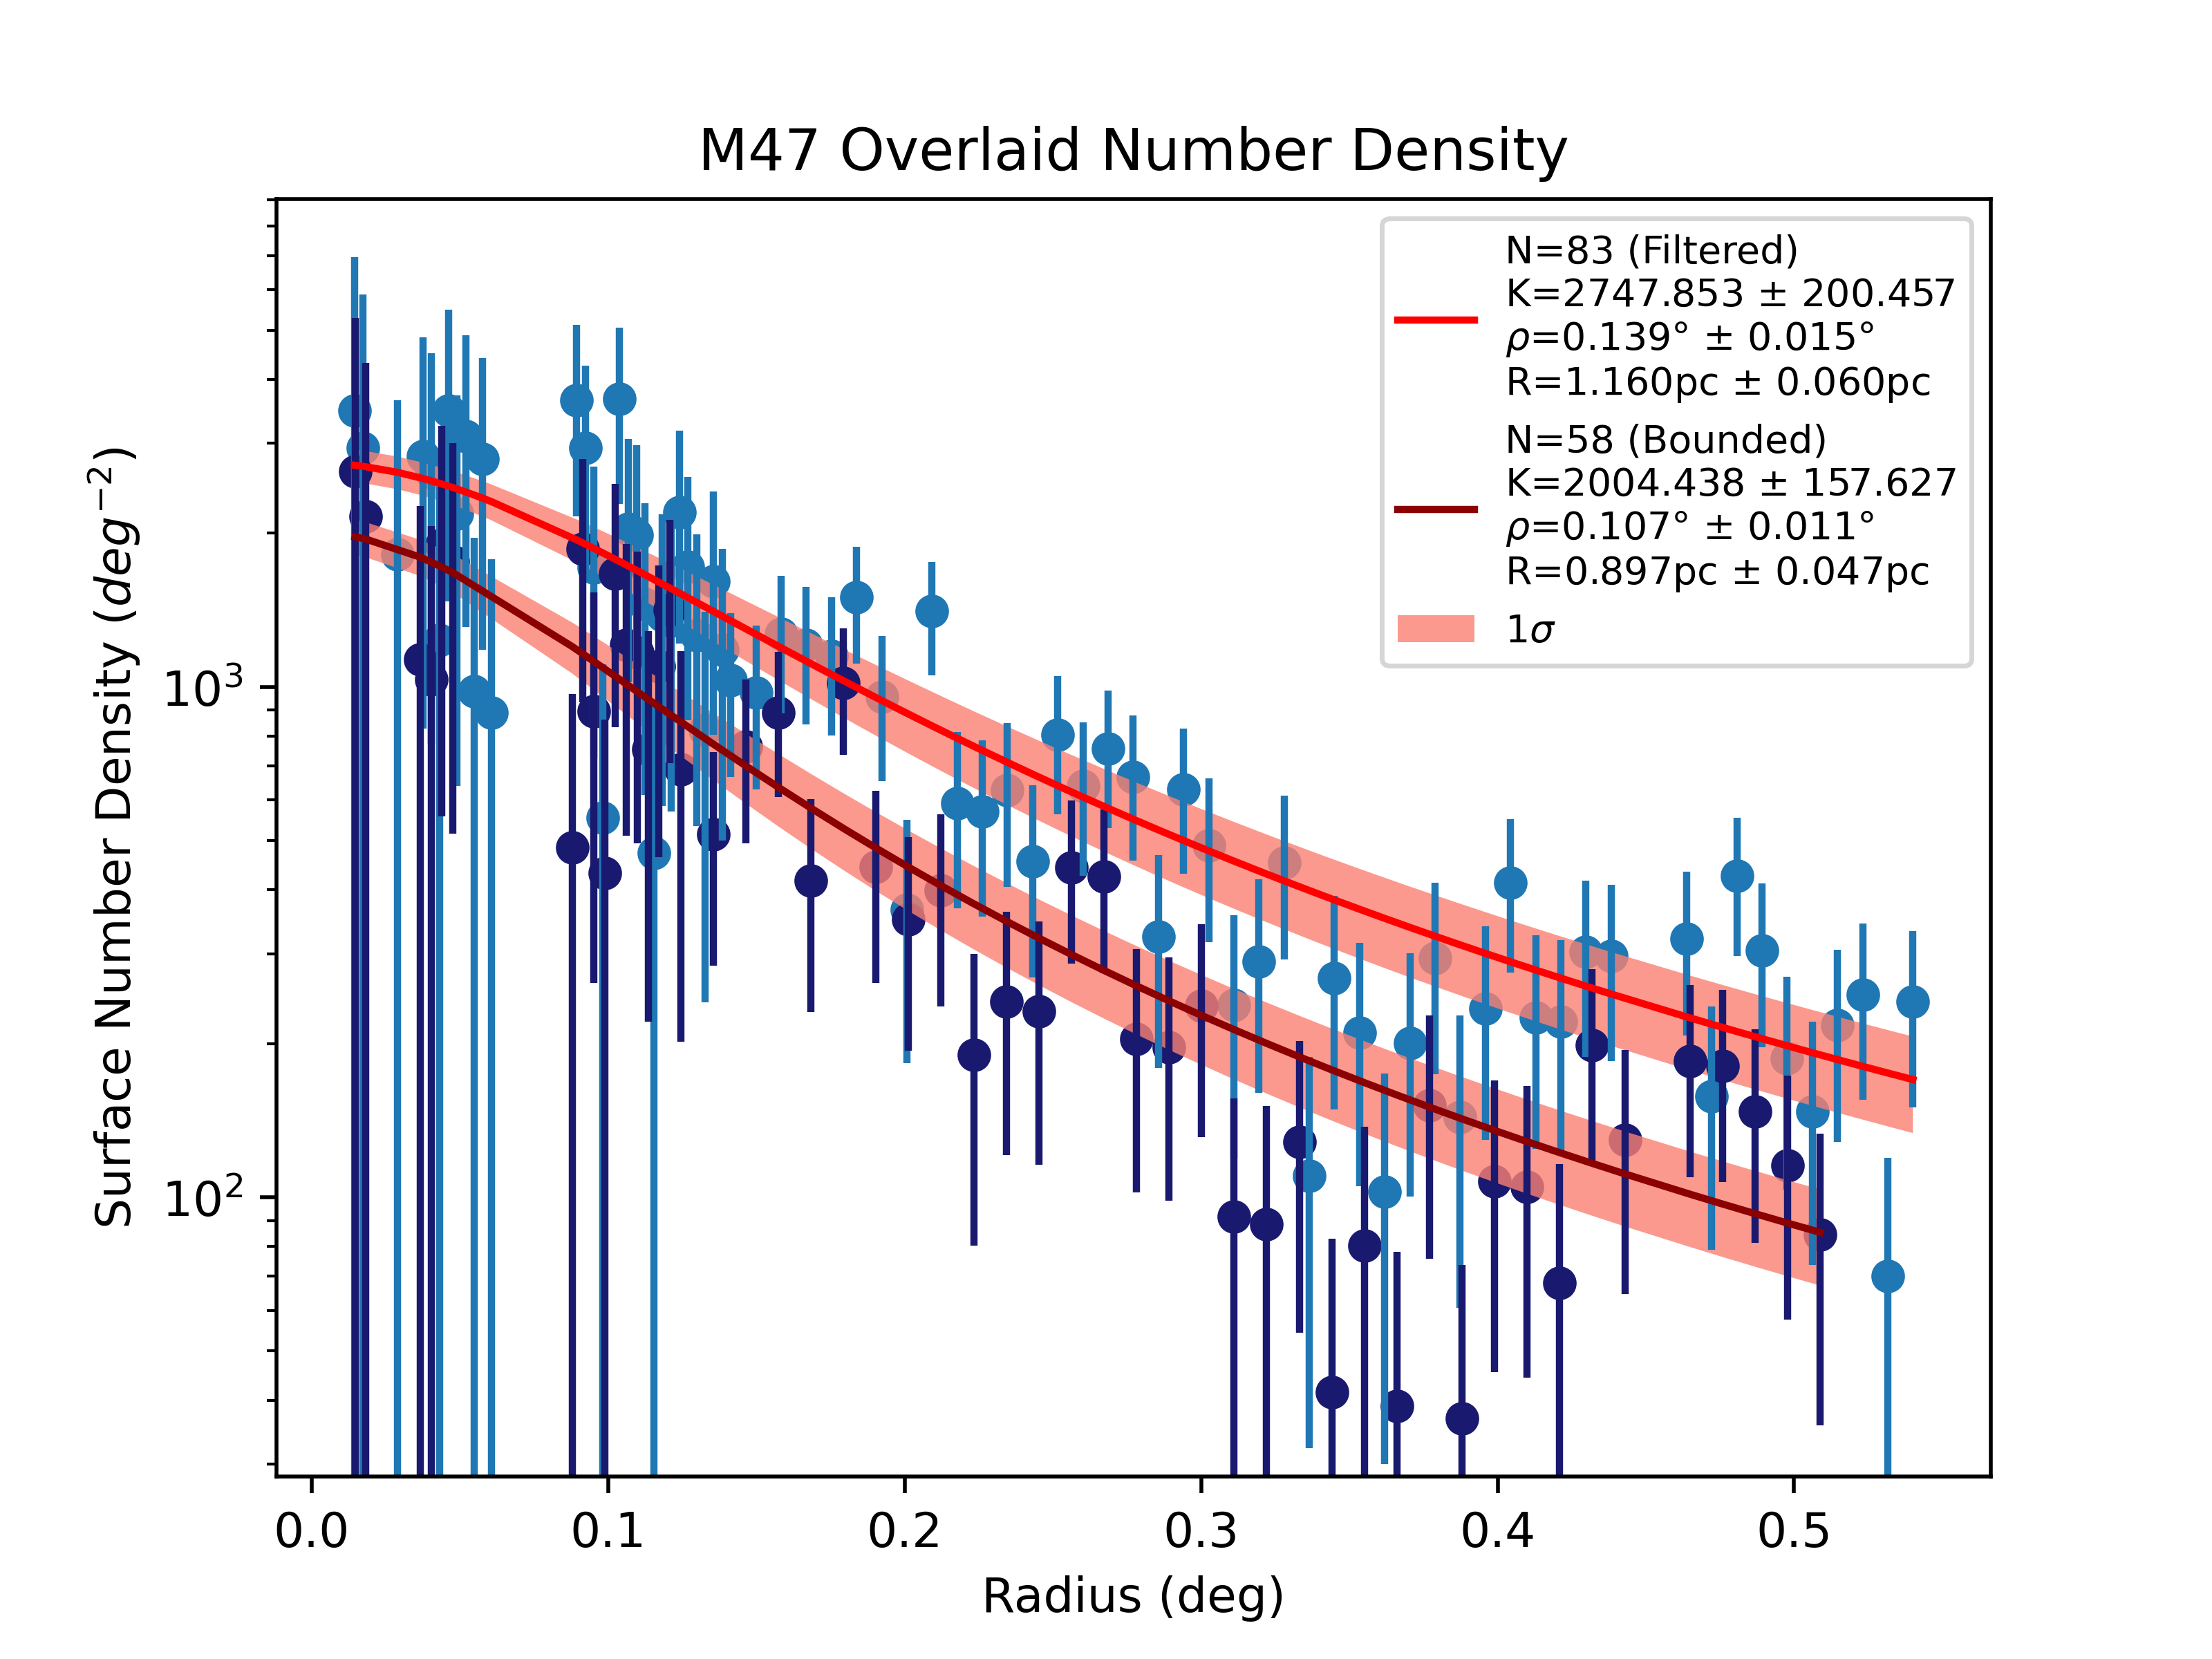 M47 Overlaid Number Density
N=83 (Filtered)
K=2747.853 ± 200.457
ρ=0.139° ± 0.015°
R=1.160pc ± 0.060pc
N=58 (Bounded)
K=2004.438 ± 157.627
ρ=0.107° ± 0.011°
R=0.897pc ± 0.047pc
1σ
Surface Number Density (deg⁻²)
10³
10²
0.0 0.1 0.2 0.3 0.4 0.5
Radius (deg)